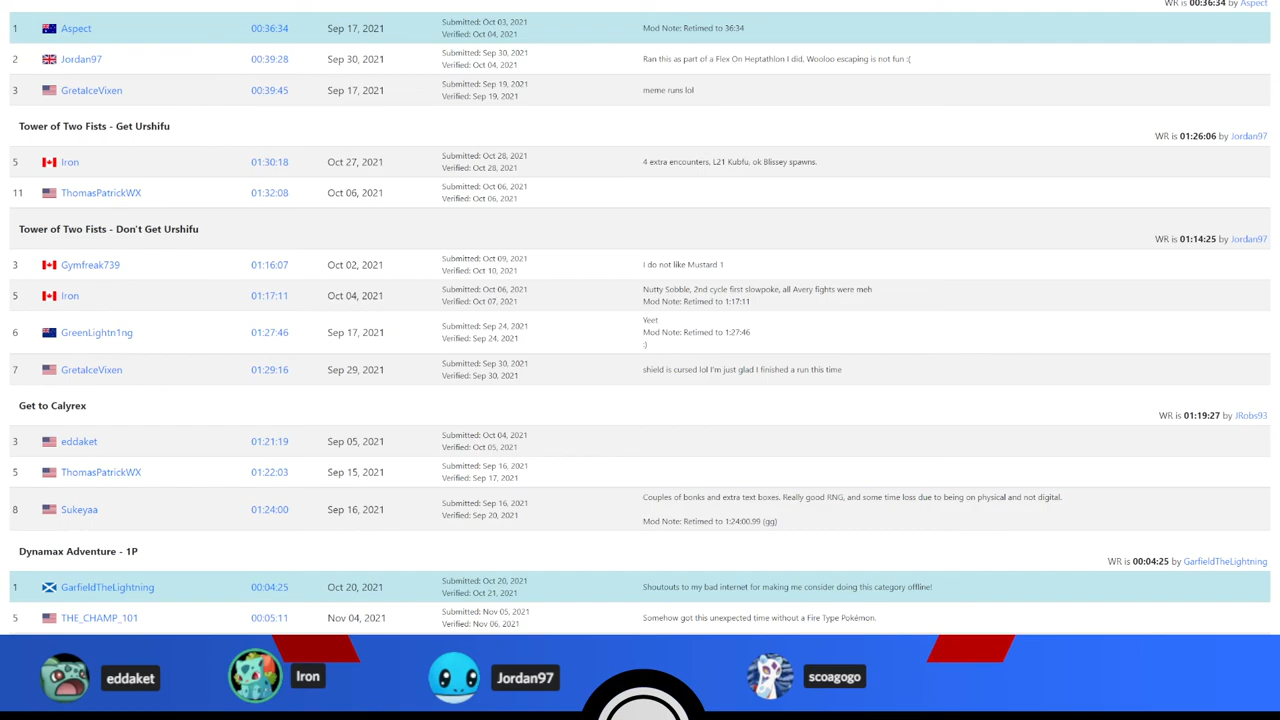 WR is 00:36:34 by Aspect
1 Aspect 00:36:34 Sep 17, 2021 Submitted: Oct 03, 2021 Mod Note: Retimed to 36:34
Verified: Oct 04, 2021
2 Jordan97 00:39:28 Sep 30, 2021 Submitted: Sep 30, 2021 Ran this as part of a Flex On Heptathlon I did, Wooloo escaping is not fun :(
Verified: Oct 04, 2021
3 GretaIceVixen 00:39:45 Sep 17, 2021 Submitted: Sep 19, 2021 meme runs lol
Verified: Sep 19, 2021
Tower of Two Fists - Get Urshifu
WR is 01:26:06 by Jordan97
5 Iron 01:30:18 Oct 27, 2021 Submitted: Oct 28, 2021 4 extra encounters, L21 Kubfu, ok Blissey spawns.
Verified: Oct 28, 2021
11 ThomasPatrickWX 01:32:08 Oct 06, 2021 Submitted: Oct 06, 2021
Verified: Oct 06, 2021
Tower of Two Fists - Don't Get Urshifu
WR is 01:14:25 by Jordan97
3 Gymfreak739 01:16:07 Oct 02, 2021 Submitted: Oct 09, 2021 I do not like Mustard 1
Verified: Oct 10, 2021
5 Iron 01:17:11 Oct 04, 2021 Submitted: Oct 06, 2021 Nutty Sobble, 2nd cycle first slowpoke, all Avery fights were meh
Verified: Oct 07, 2021 Mod Note: Retimed to 1:17:11
Yeet
6 GreenLightn1ng 01:27:46 Sep 17, 2021 Submitted: Sep 24, 2021 Mod Note: Retimed to 1:27:46
Verified: Sep 24, 2021 :)
7 GretaIceVixen 01:29:16 Sep 29, 2021 Submitted: Sep 30, 2021 shield is cursed lol I'm just glad I finished a run this time
Verified: Sep 30, 2021
Get to Calyrex
WR is 01:19:27 by JRobs93
3 eddaket 01:21:19 Sep 05, 2021 Submitted: Oct 04, 2021
Verified: Oct 05, 2021
5 ThomasPatrickWX 01:22:03 Sep 15, 2021 Submitted: Sep 16, 2021
Verified: Sep 17, 2021
8 Sukeyaa 01:24:00 Sep 16, 2021 Submitted: Sep 16, 2021 Couples of bonks and extra text boxes. Really good RNG, and some time loss due to being on physical and not digital.
Verified: Sep 20, 2021 Mod Note: Retimed to 1:24:00.99 (gg)
Dynamax Adventure - 1P
WR is 00:04:25 by GarfieldTheLightning
1 GarfieldTheLightning 00:04:25 Oct 20, 2021 Submitted: Oct 20, 2021 Shoutouts to my bad internet for making me consider doing this category offline!
Verified: Oct 21, 2021
5 THE_CHAMP_101 00:05:11 Nov 04, 2021 Submitted: Nov 05, 2021 Somehow got this unexpected time without a Fire Type Pokémon.
Verified: Nov 06, 2021
eddaket Iron Jordan97 scoagogo